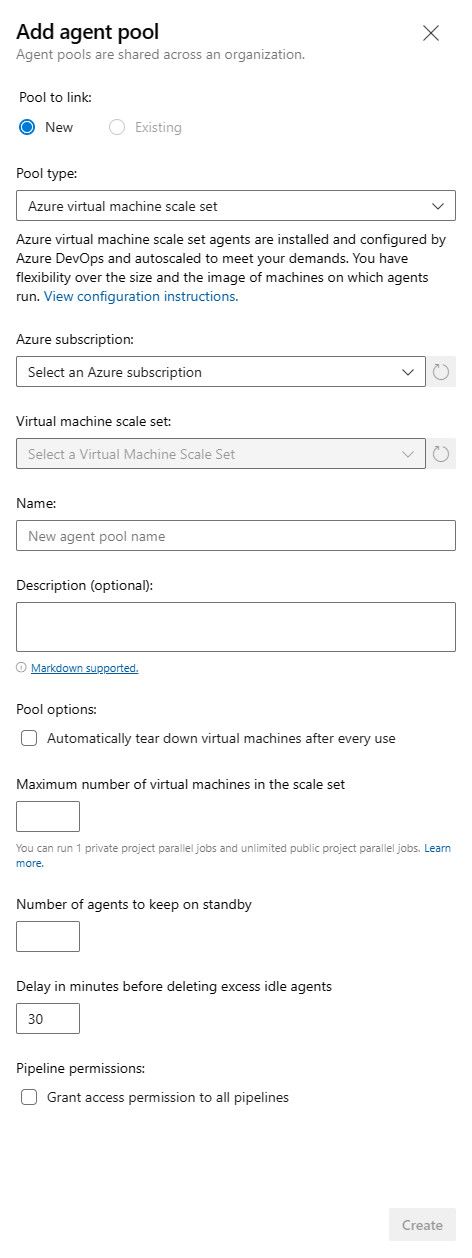 Add agent pool
Agent pools are shared across an organization.
Pool to link:
New
Existing
Pool type:
Azure virtual machine scale set
Azure virtual machine scale set agents are installed and configured by
Azure DevOps and autoscaled to meet your demands. You have
flexibility over the size and the image of machines on which agents
run. View configuration instructions.
Azure subscription:
Select an Azure subscription
Virtual machine scale set:
Select a Virtual Machine Scale Set
Name:
New agent pool name
Description (optional):
Markdown supported.
Pool options:
Automatically tear down virtual machines after every use
Maximum number of virtual machines in the scale set
You can run 1 private project parallel jobs and unlimited public project parallel jobs. Learn
more.
Number of agents to keep on standby
Delay in minutes before deleting excess idle agents
30
Pipeline permissions:
Grant access permission to all pipelines
Create